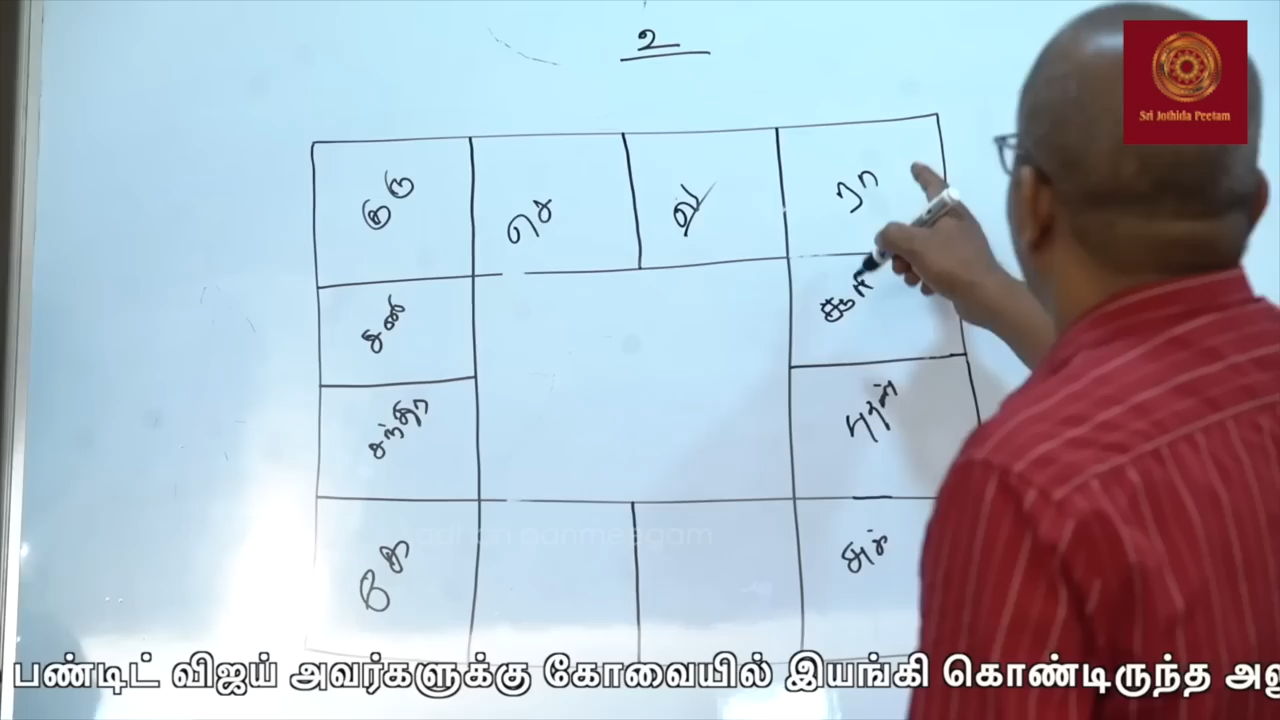 உ
Sri Jothida Peetam
குரு
செ
ரா
சனி
புதன்
சந்திர
சுக்
கே
பண்டிட் விஜய் அவர்களுக்கு கோவையில் இயங்கி கொண்டிருந்த